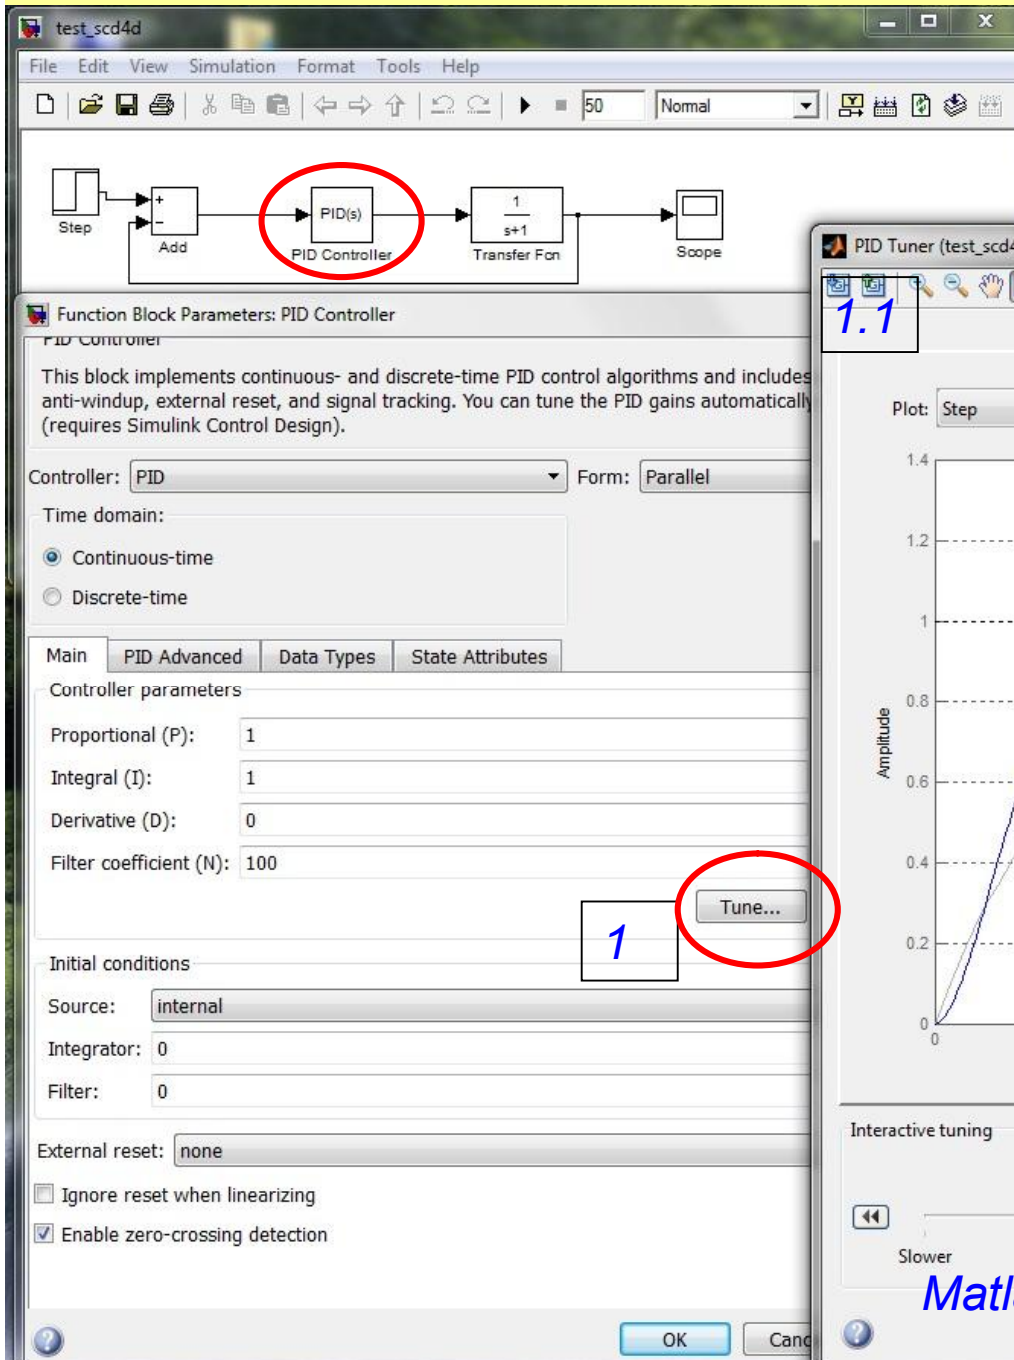 test_scd4d
File Edit View Simulation Format Tools Help
50 Normal
Step
+
−
Add
PID(s)
PID Controller
1
s+1
Transfer Fcn
Scope
PID Tuner (test_scd4
1.1
Function Block Parameters: PID Controller
PID Controller
This block implements continuous- and discrete-time PID control algorithms and includes
anti-windup, external reset, and signal tracking. You can tune the PID gains automatically
(requires Simulink Control Design).
Controller: PID Form: Parallel
Time domain:
Continuous-time
Discrete-time
Main PID Advanced Data Types State Attributes
Controller parameters
Proportional (P): 1
Integral (I): 1
Derivative (D): 0
Filter coefficient (N): 100
Tune...
1
Initial conditions
Source: internal
Integrator: 0
Filter: 0
External reset: none
Ignore reset when linearizing
Enable zero-crossing detection
OK Canc
Plot: Step
1.4
1.2
1
0.8
0.6
0.4
0.2
0
0
Amplitude
Interactive tuning
Slower
Matl